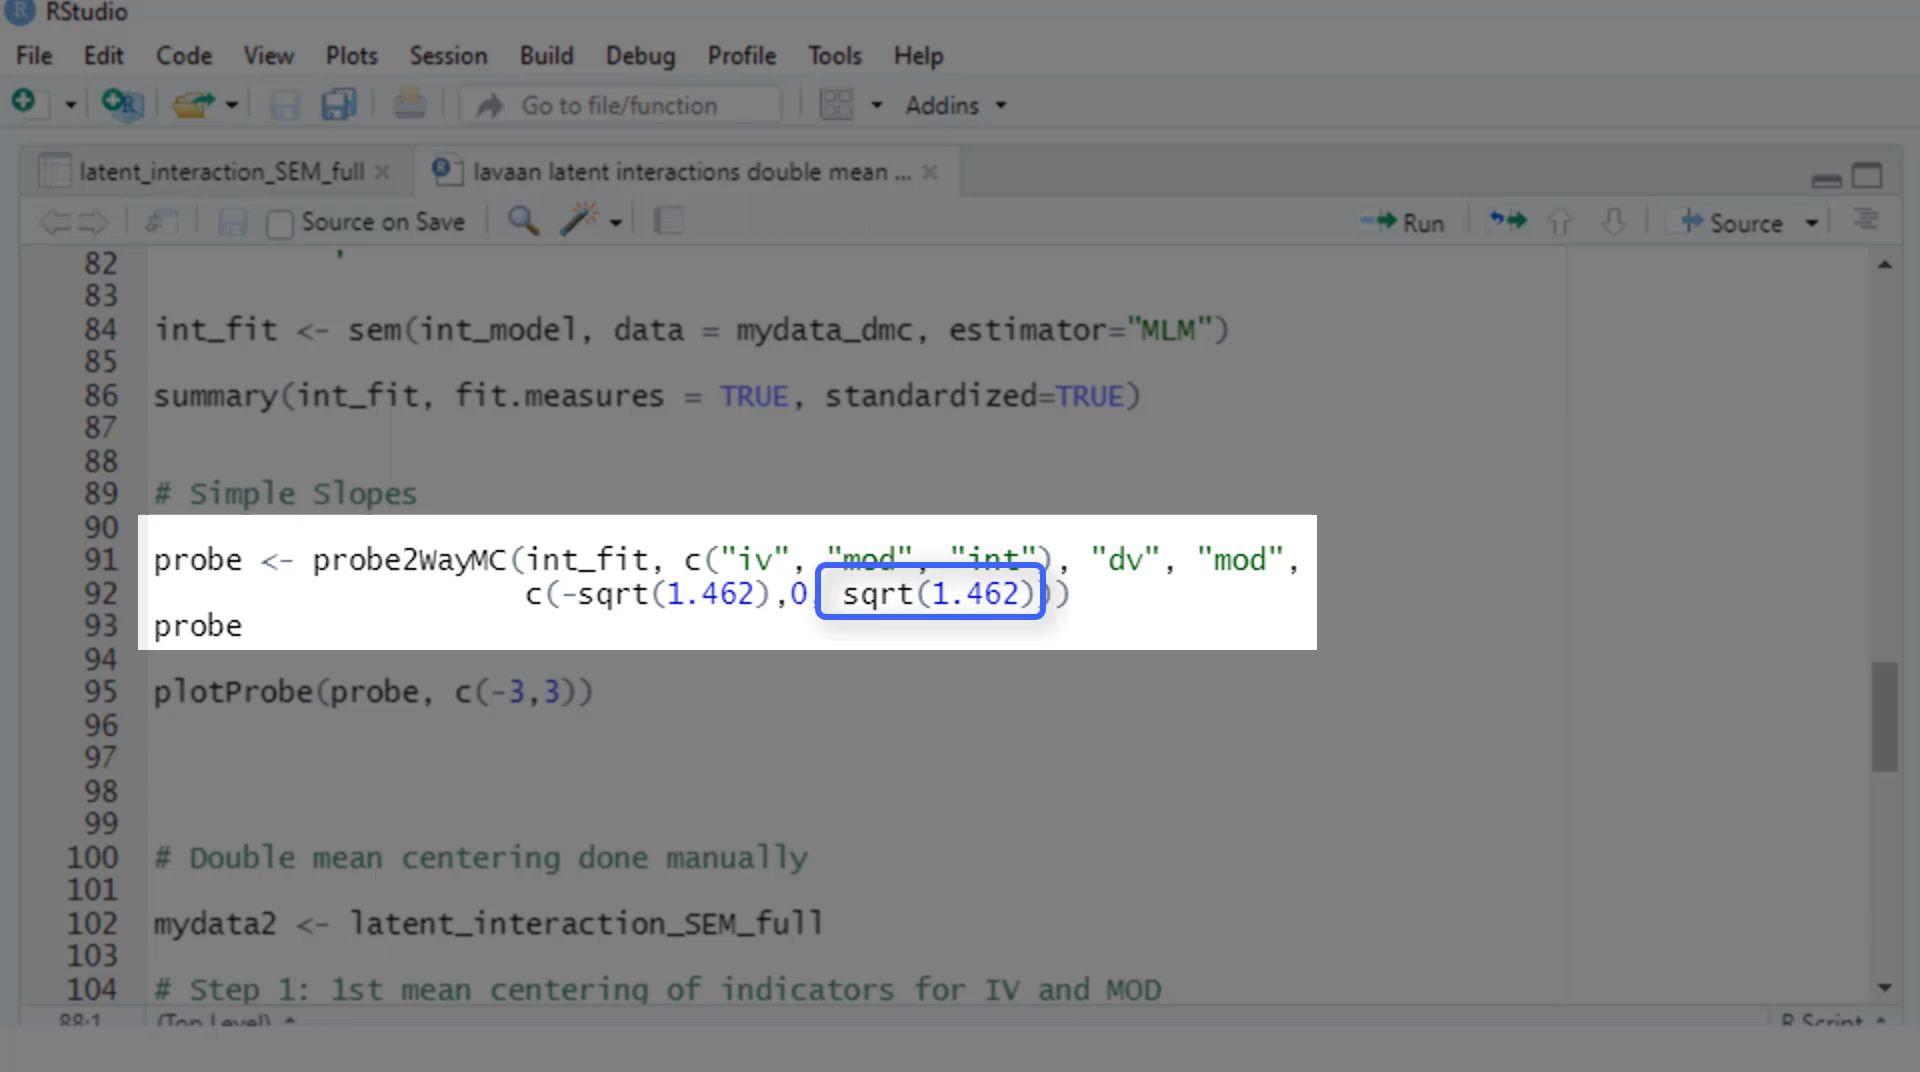 RStudio
File Edit Code View Plots Session Build Debug Profile Tools Help
Go to file/function Addins
latent_interaction_SEM_full lavaan latent interactions double mean ...
Source on Save Run Source
82 '
83
84 int_fit <- sem(int_model, data = mydata_dmc, estimator="MLM")
85
86 summary(int_fit, fit.measures = TRUE, standardized=TRUE)
87
88
89 # Simple Slopes
90
91 probe <- probe2WayMC(int_fit, c("iv", "mod", "int"), "dv", "mod",
92 c(-sqrt(1.462),0, sqrt(1.462)))
93 probe
94
95 plotProbe(probe, c(-3,3))
96
97
98
99
100 # Double mean centering done manually
101
102 mydata2 <- latent_interaction_SEM_full
103
104 # Step 1: 1st mean centering of indicators for IV and MOD
88:1 (Top Level) R Script